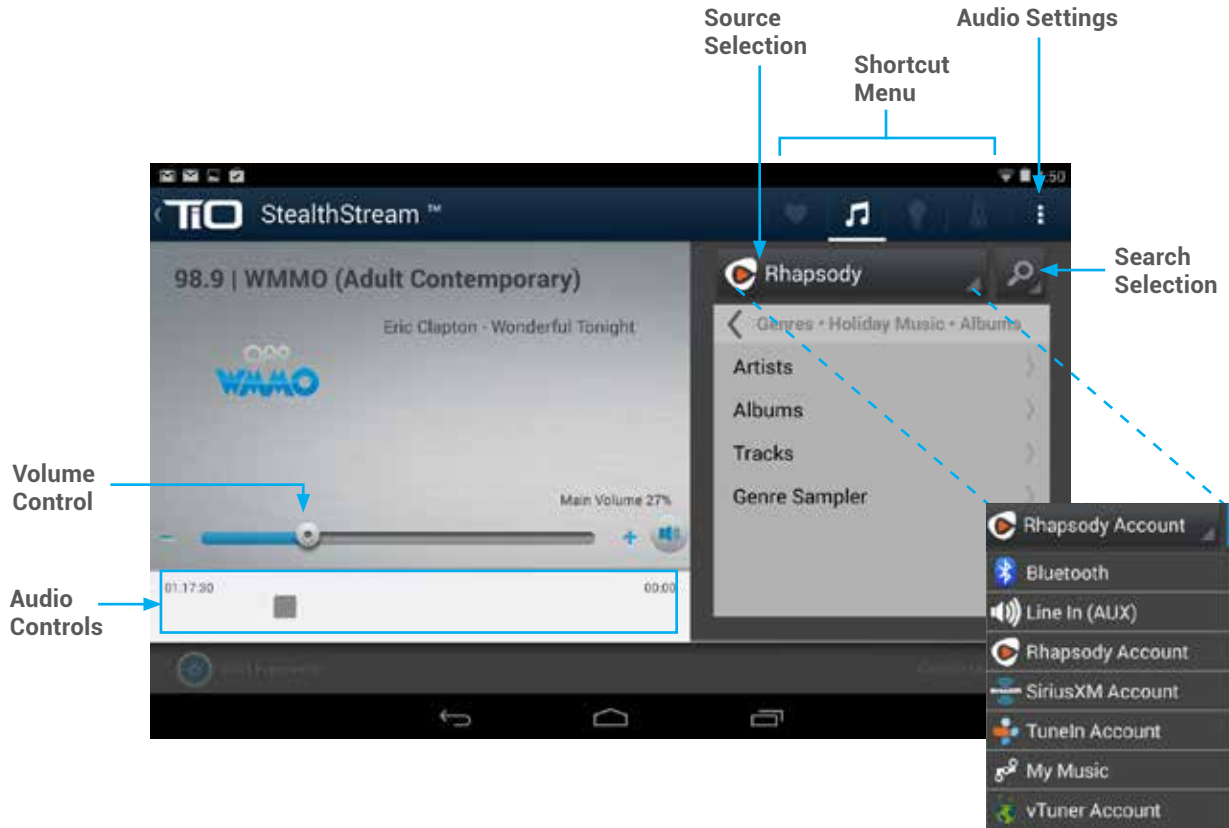 Source
Selection
Audio Settings
Shortcut
Menu
:50
TiO StealthStream ™
Search
Selection
98.9 | WMMO (Adult Contemporary)
Eric Clapton - Wonderful Tonight
WMMO
Rhapsody
Genres • Holiday Music • Albums
Artists
Albums
Tracks
Genre Sampler
Volume
Control
Main Volume 27%
- +
Audio
Controls
01:17:30 00:00
Rhapsody Account
Bluetooth
Line In (AUX)
Rhapsody Account
SiriusXM Account
TuneIn Account
My Music
vTuner Account